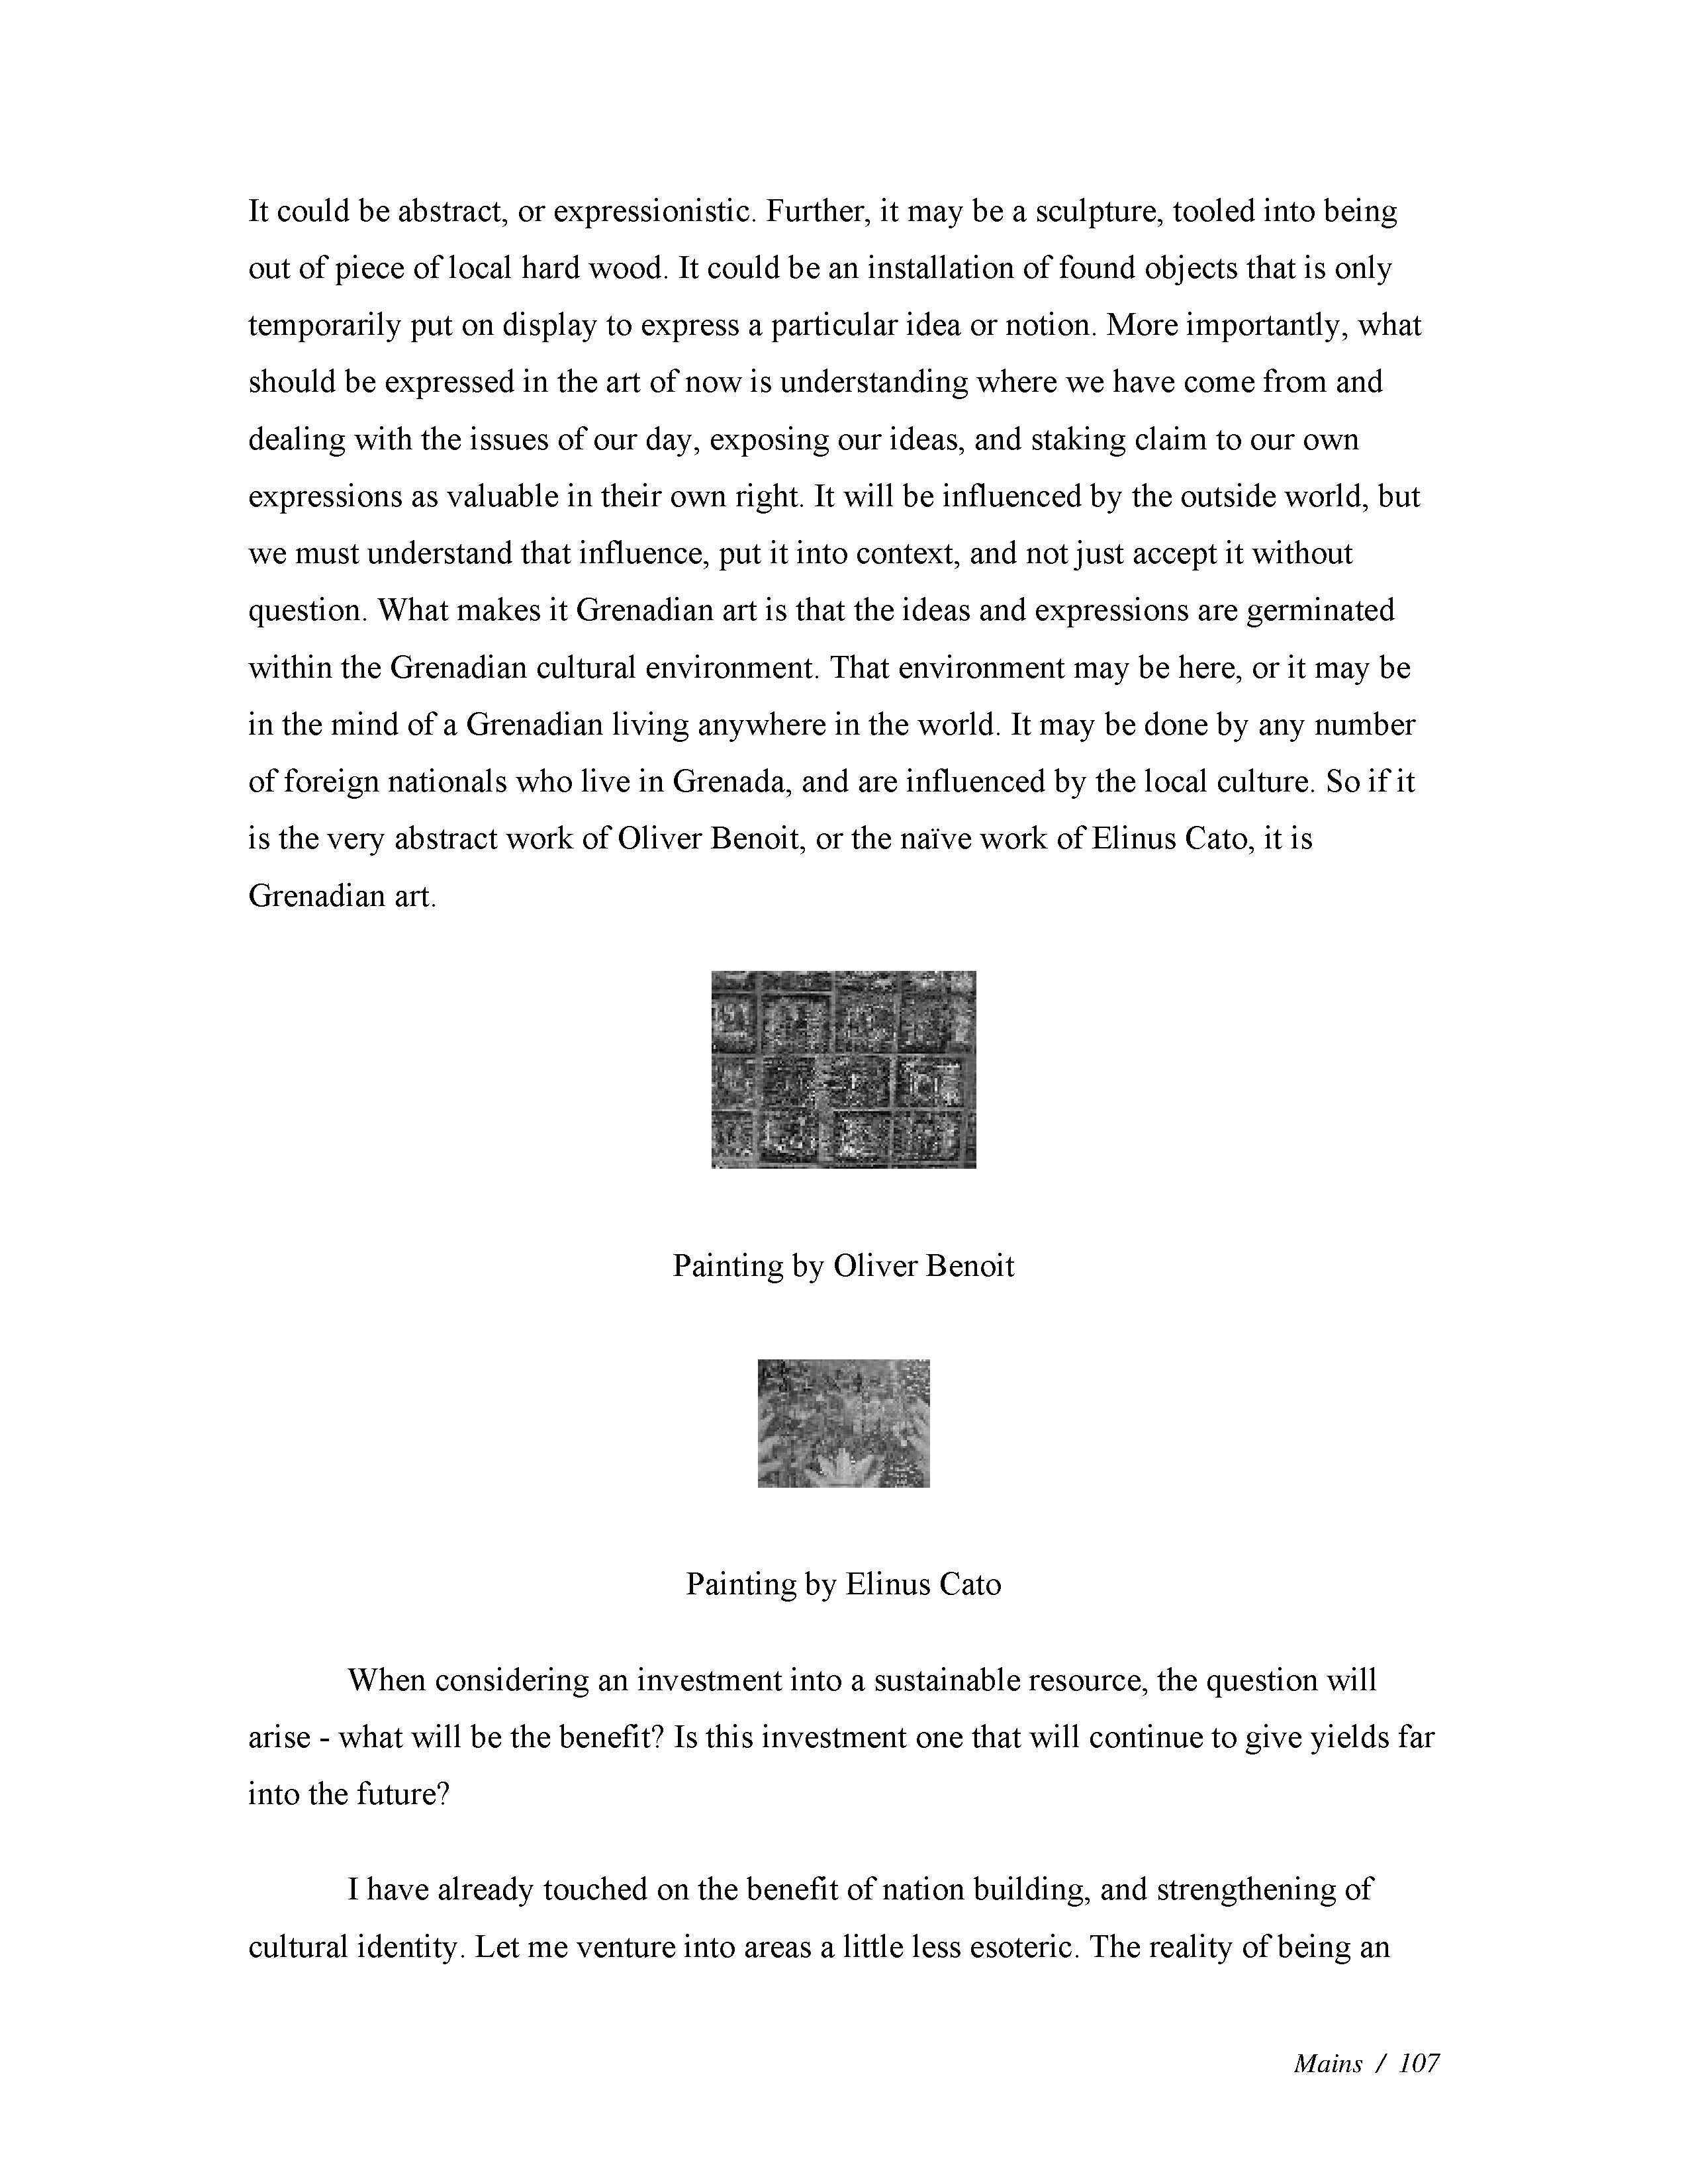 It could be abstract, or expressionistic. Further, it may be a sculpture, tooled into being
out of piece of local hard wood. It could be an installation of found objects that is only
temporarily put on display to express a particular idea or notion. More importantly, what
should be expressed in the art of now is understanding where we have come from and
dealing with the issues of our day, exposing our ideas, and staking claim to our own
expressions as valuable in their own right. It will be influenced by the outside world, but
we must understand that influence, put it into context, and not just accept it without
question. What makes it Grenadian art is that the ideas and expressions are germinated
within the Grenadian cultural environment. That environment may be here, or it may be
in the mind of a Grenadian living anywhere in the world. It may be done by any number
of foreign nationals who live in Grenada, and are influenced by the local culture. So if it
is the very abstract work of Oliver Benoit, or the naïve work of Elinus Cato, it is
Grenadian art.
Painting by Oliver Benoit
Painting by Elinus Cato
When considering an investment into a sustainable resource, the question will
arise - what will be the benefit? Is this investment one that will continue to give yields far
into the future?
I have already touched on the benefit of nation building, and strengthening of
cultural identity. Let me venture into areas a little less esoteric. The reality of being an
Mains / 107